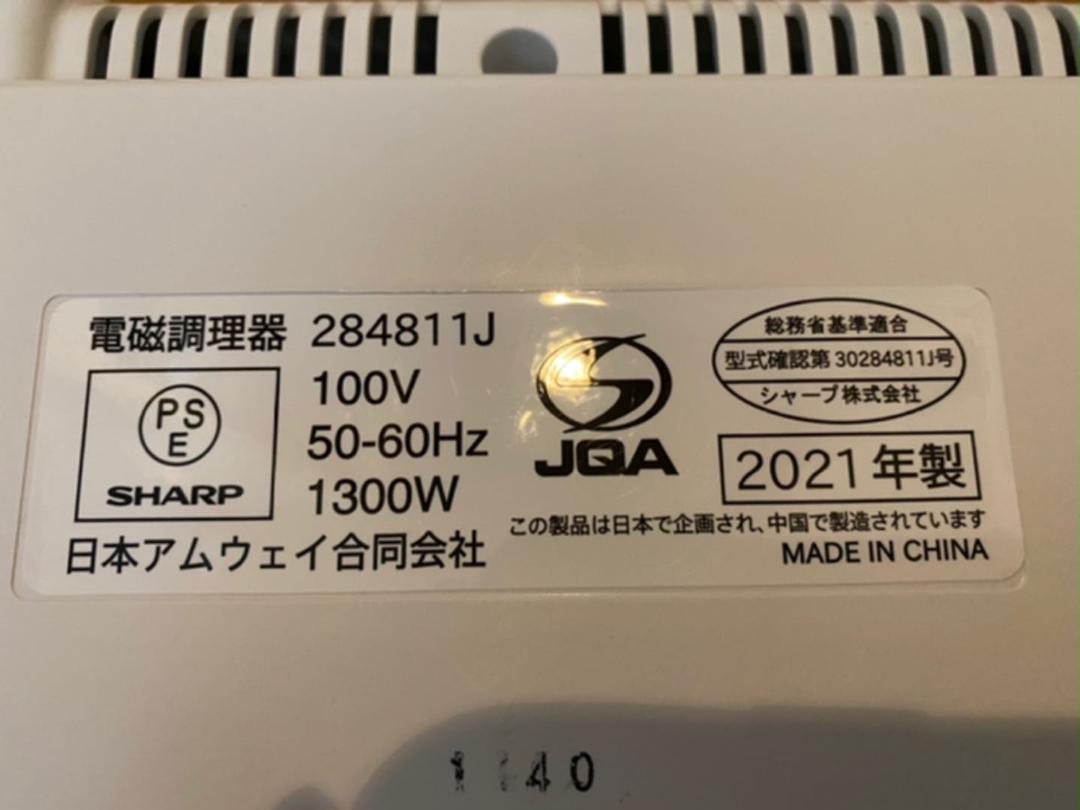 電磁調理器 284811J
PS
E
SHARP
100V
50-60Hz
1300W
日本アムウェイ合同会社
JQA
総務省基準適合
型式確認第30284811J号
シャープ株式会社
2021年製
この製品は日本で企画され、中国で製造されています
MADE IN CHINA